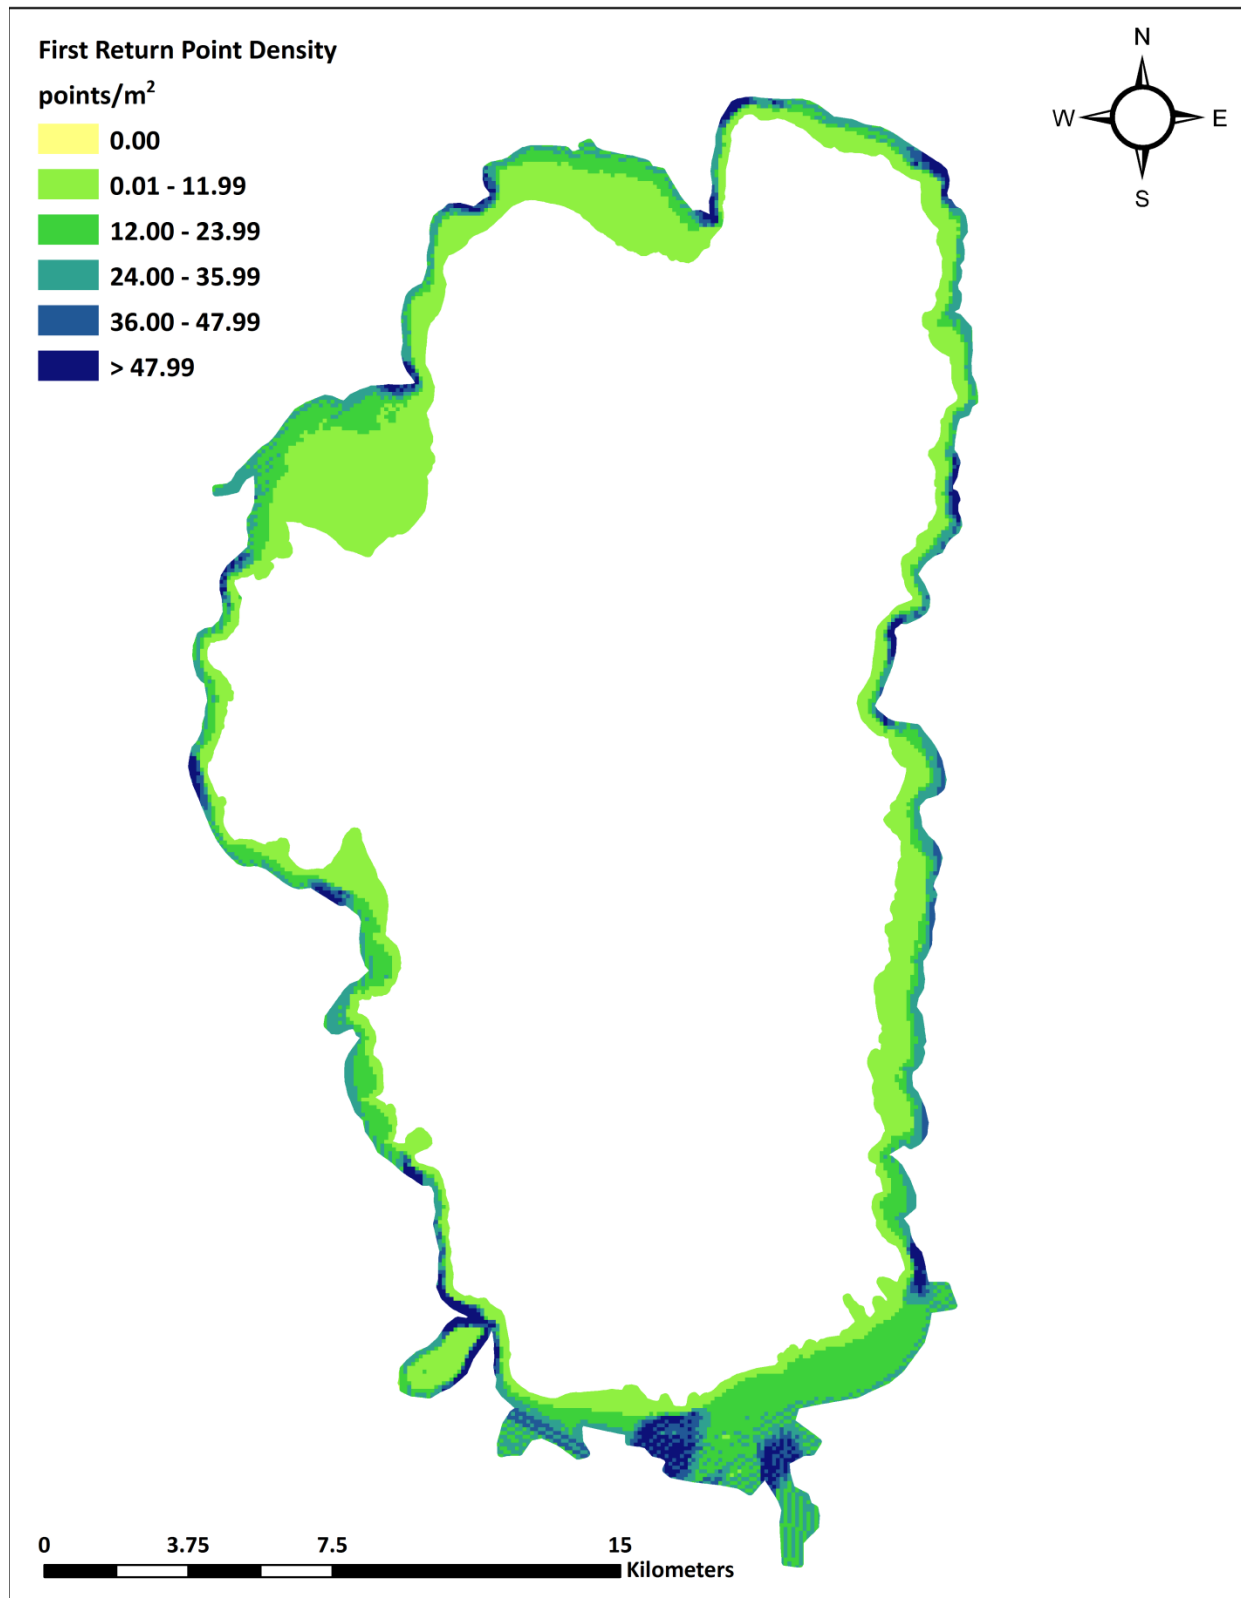 First Return Point Density
points/m²
0.00
0.01 - 11.99
12.00 - 23.99
24.00 - 35.99
36.00 - 47.99
> 47.99
N
W E
S
0 3.75 7.5 15
Kilometers